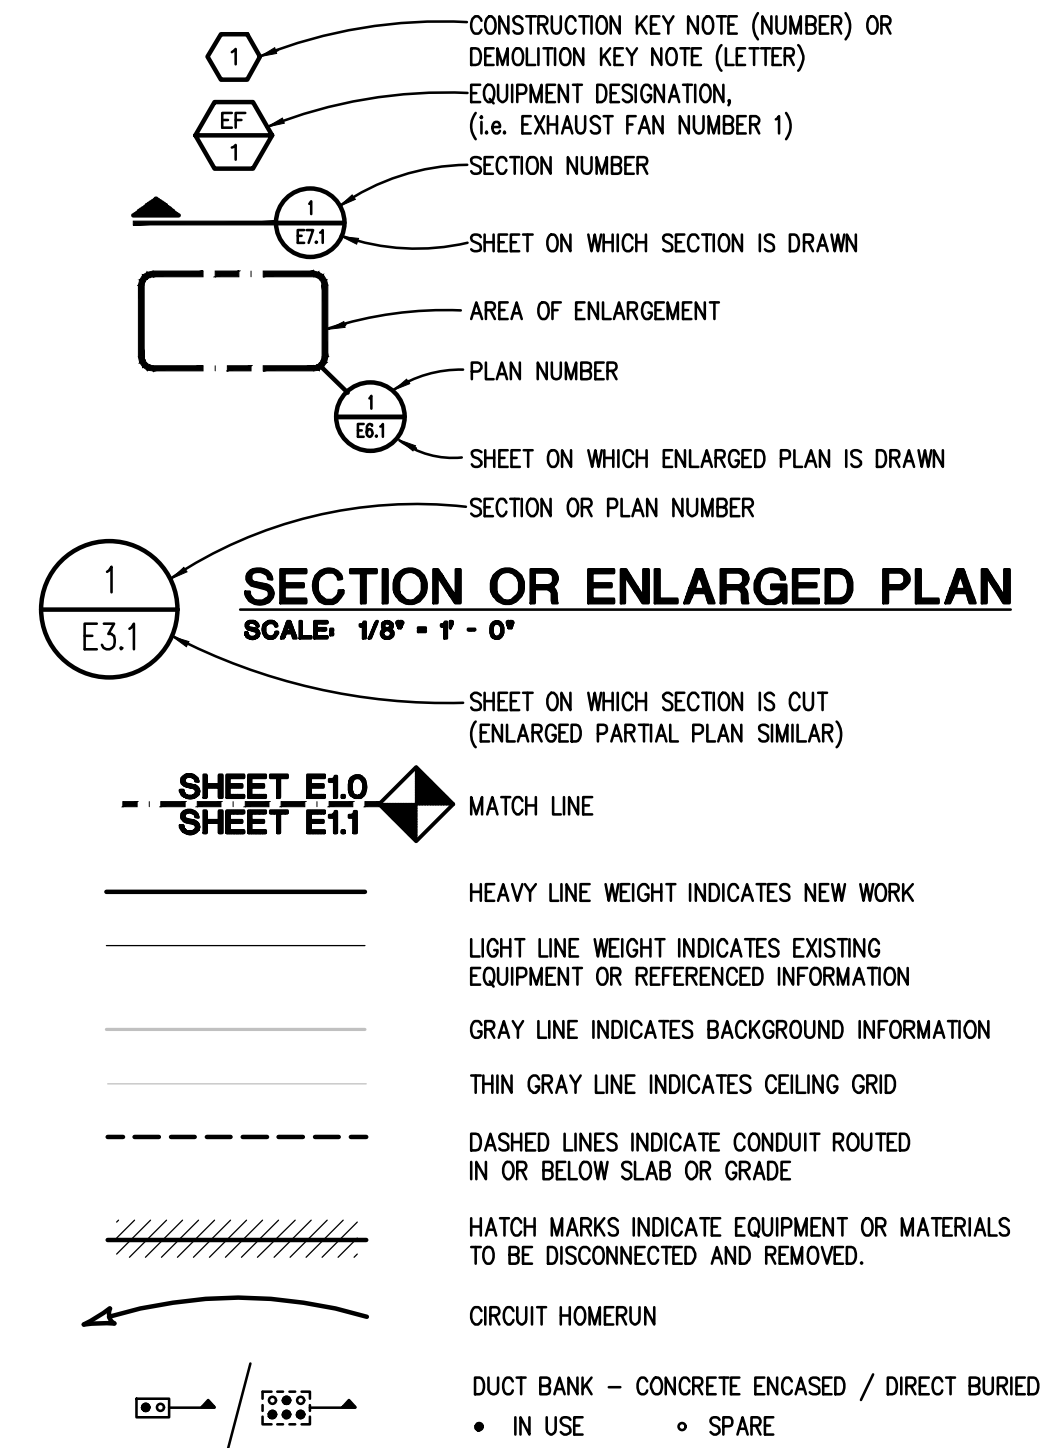 CONSTRUCTION KEY NOTE (NUMBER) OR
1
DEMOLITION KEY NOTE (LETTER)
EQUIPMENT DESIGNATION,
EF
(i.e. EXHAUST FAN NUMBER 1)
1
SECTION NUMBER
1
E7.1
SHEET ON WHICH SECTION IS DRAWN
AREA OF ENLARGEMENT
PLAN NUMBER
1
E6.1
SHEET ON WHICH ENLARGED PLAN IS DRAWN
SECTION OR PLAN NUMBER
1
SECTION OR ENLARGED PLAN
E3.1
SCALE: 1/8" - 1' - 0"
SHEET ON WHICH SECTION IS CUT
(ENLARGED PARTIAL PLAN SIMILAR)
SHEET E1.0
MATCH LINE
SHEET E1.1
HEAVY LINE WEIGHT INDICATES NEW WORK
LIGHT LINE WEIGHT INDICATES EXISTING
EQUIPMENT OR REFERENCED INFORMATION
GRAY LINE INDICATES BACKGROUND INFORMATION
THIN GRAY LINE INDICATES CEILING GRID
DASHED LINES INDICATE CONDUIT ROUTED
IN OR BELOW SLAB OR GRADE
HATCH MARKS INDICATE EQUIPMENT OR MATERIALS
TO BE DISCONNECTED AND REMOVED.
CIRCUIT HOMERUN
DUCT BANK – CONCRETE ENCASED / DIRECT BURIED
IN USE
SPARE